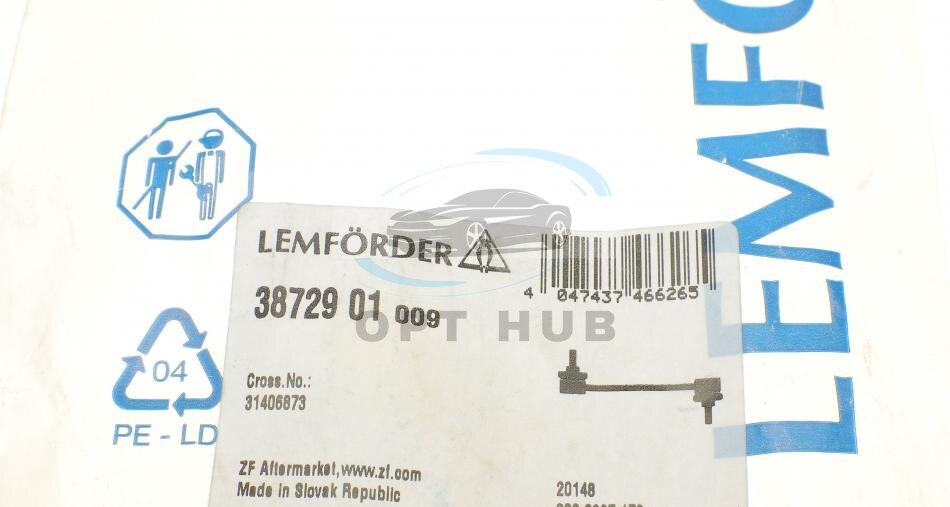 LEMFÖRDER
38729 01 009
4 047437 466265
OPT HUB
Cross.No.:
31406873
04
PE - LD
ZF Aftermarket,www.zf.com
Made in Slovak Republic
20148
LEMFÖ